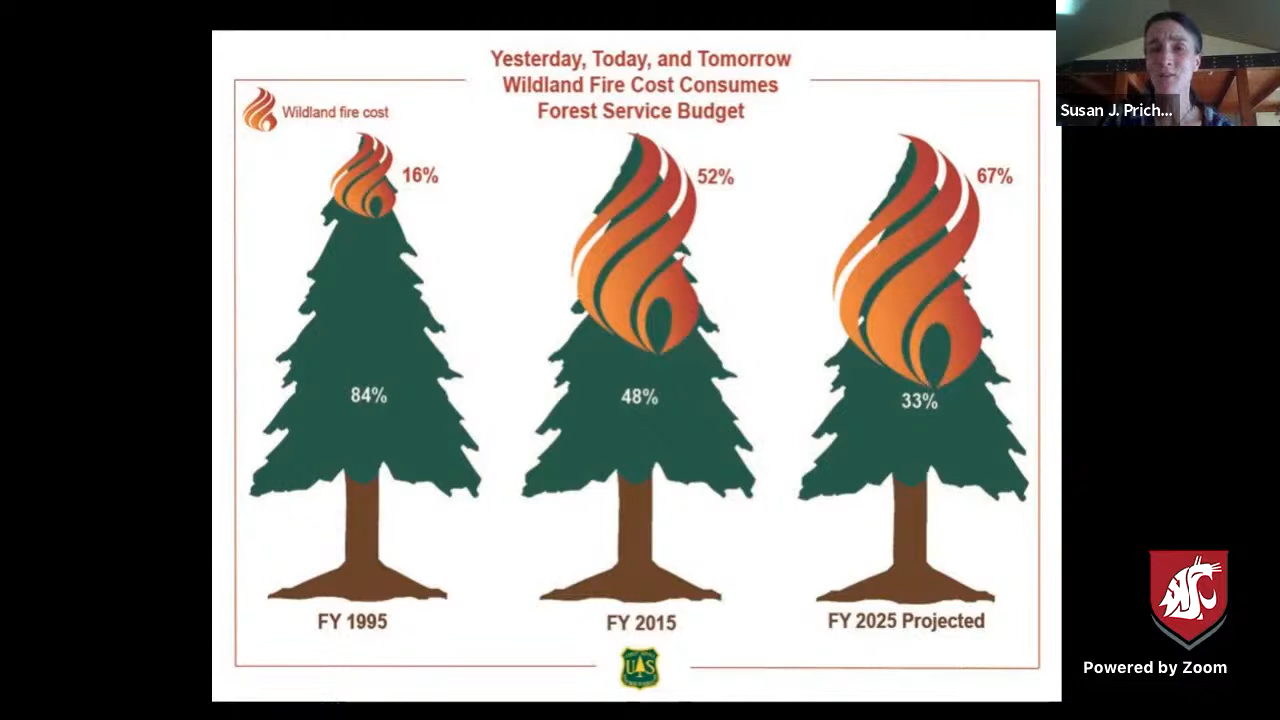 Yesterday, Today, and Tomorrow
Wildland Fire Cost Consumes
Forest Service Budget
Wildland fire cost
16%
52%
67%
84%
48%
33%
FY 1995
FY 2015
FY 2025 Projected
U S
Susan J. Prich...
Powered by Zoom